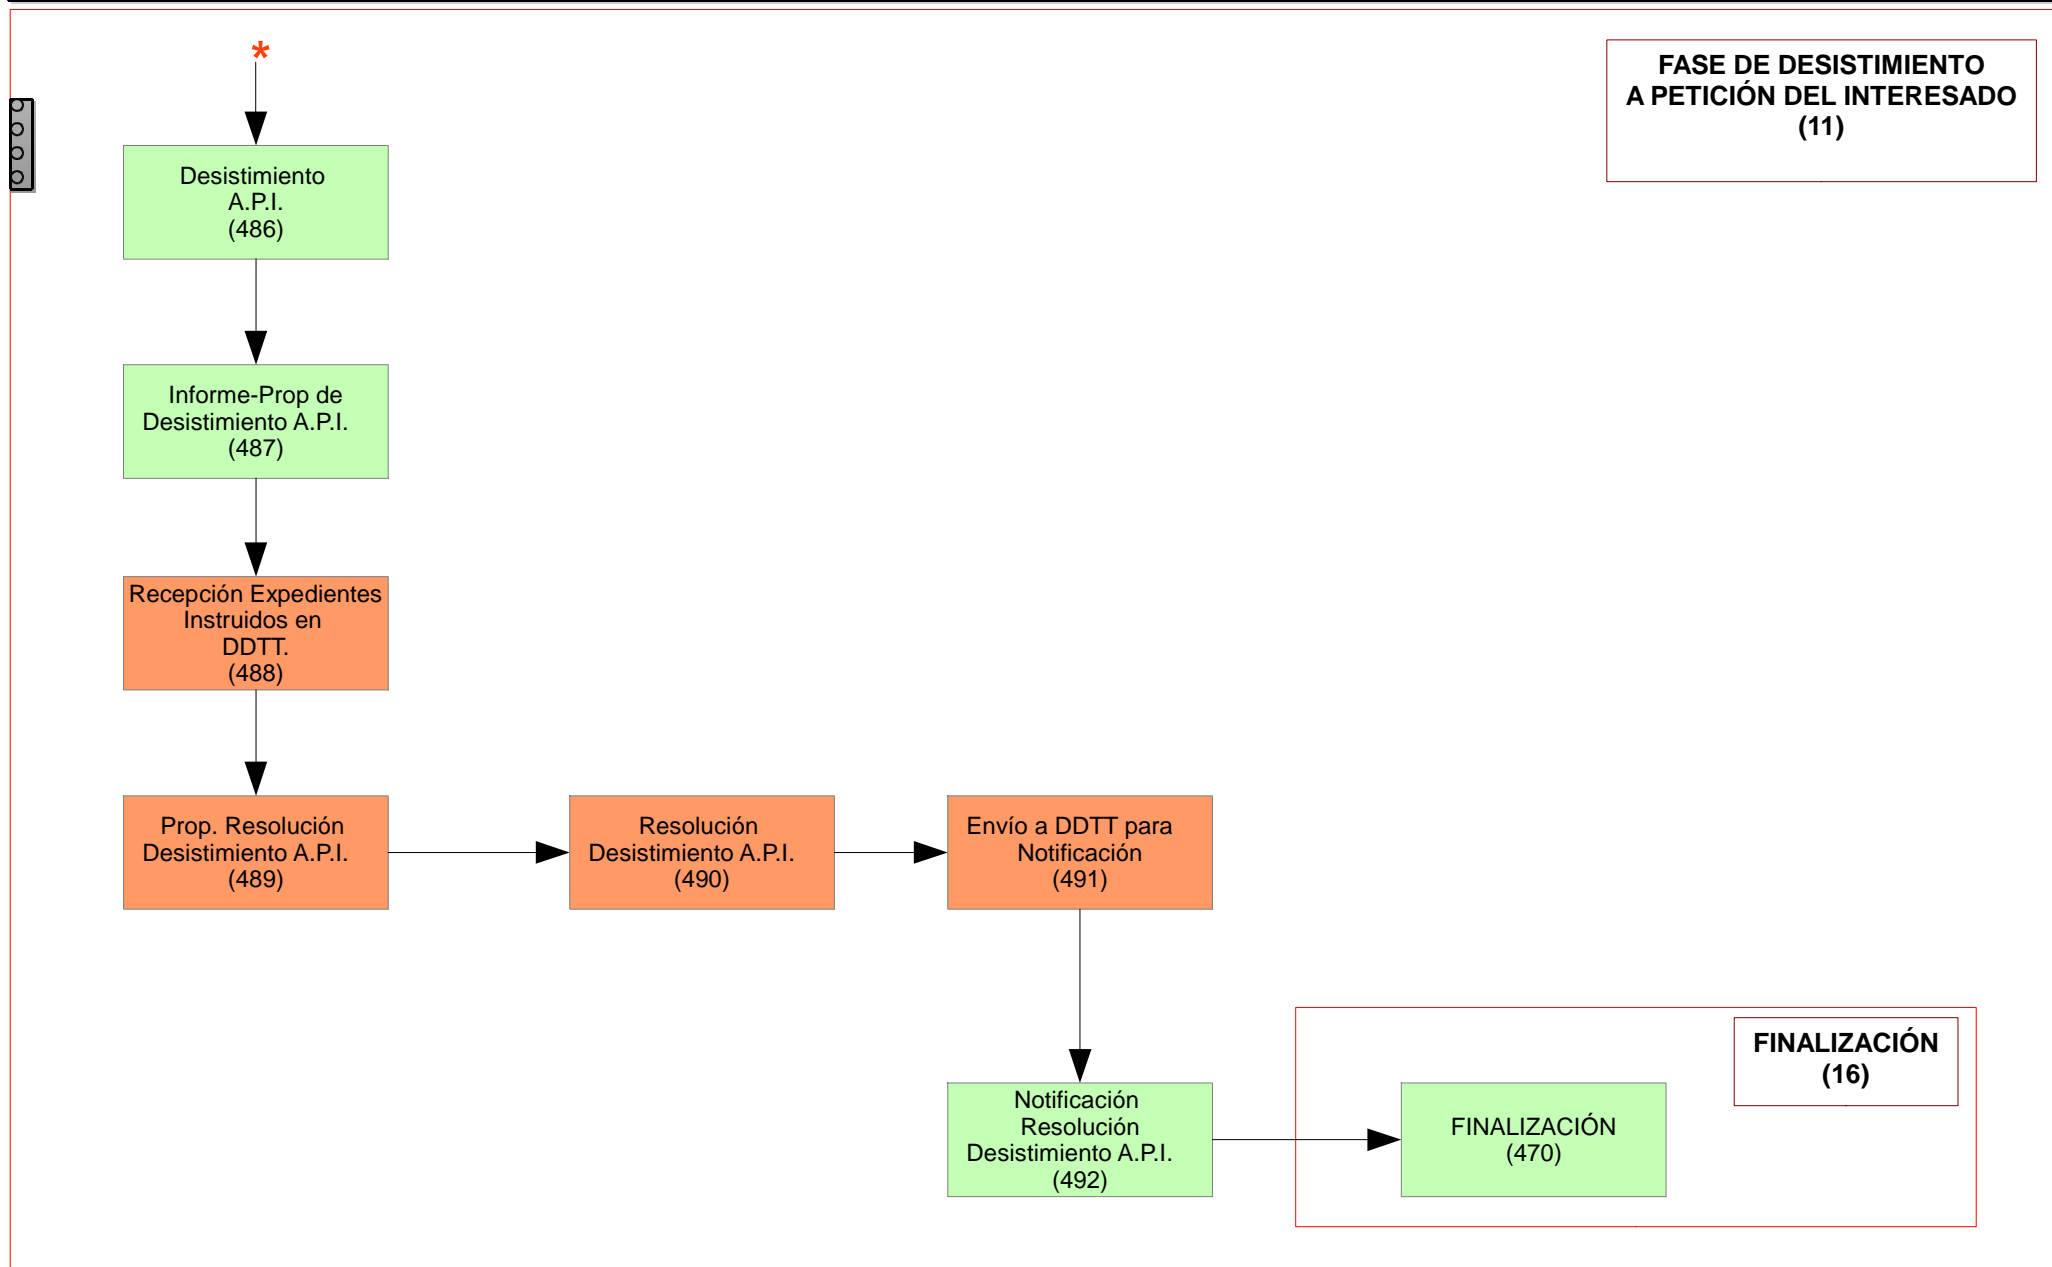 *
FASE DE DESISTIMIENTO
A PETICIÓN DEL INTERESADO
(11)
Desistimiento
A.P.I.
(486)
Informe-Prop de
Desistimiento A.P.I.
(487)
Recepción Expedientes
Instruidos en
DDTT.
(488)
Prop. Resolución
Desistimiento A.P.I.
(489)
Resolución
Desistimiento A.P.I.
(490)
Envío a DDTT para
Notificación
(491)
Notificación
Resolución
Desistimiento A.P.I.
(492)
FINALIZACIÓN
(16)
FINALIZACIÓN
(470)